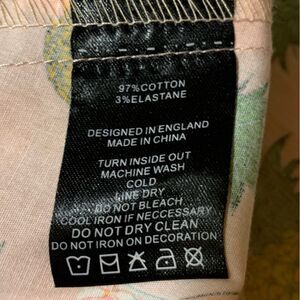 97%COTTON
3%ELASTANE
DESIGNED IN ENGLAND
MADE IN CHINA
TURN INSIDE OUT
MACHINE WASH
COLD
LINE DRY
DO NOT BLEACH
COOL IRON IF NECCESSARY
DO NOT DRY CLEAN
DO NOT IRON ON DECORATION